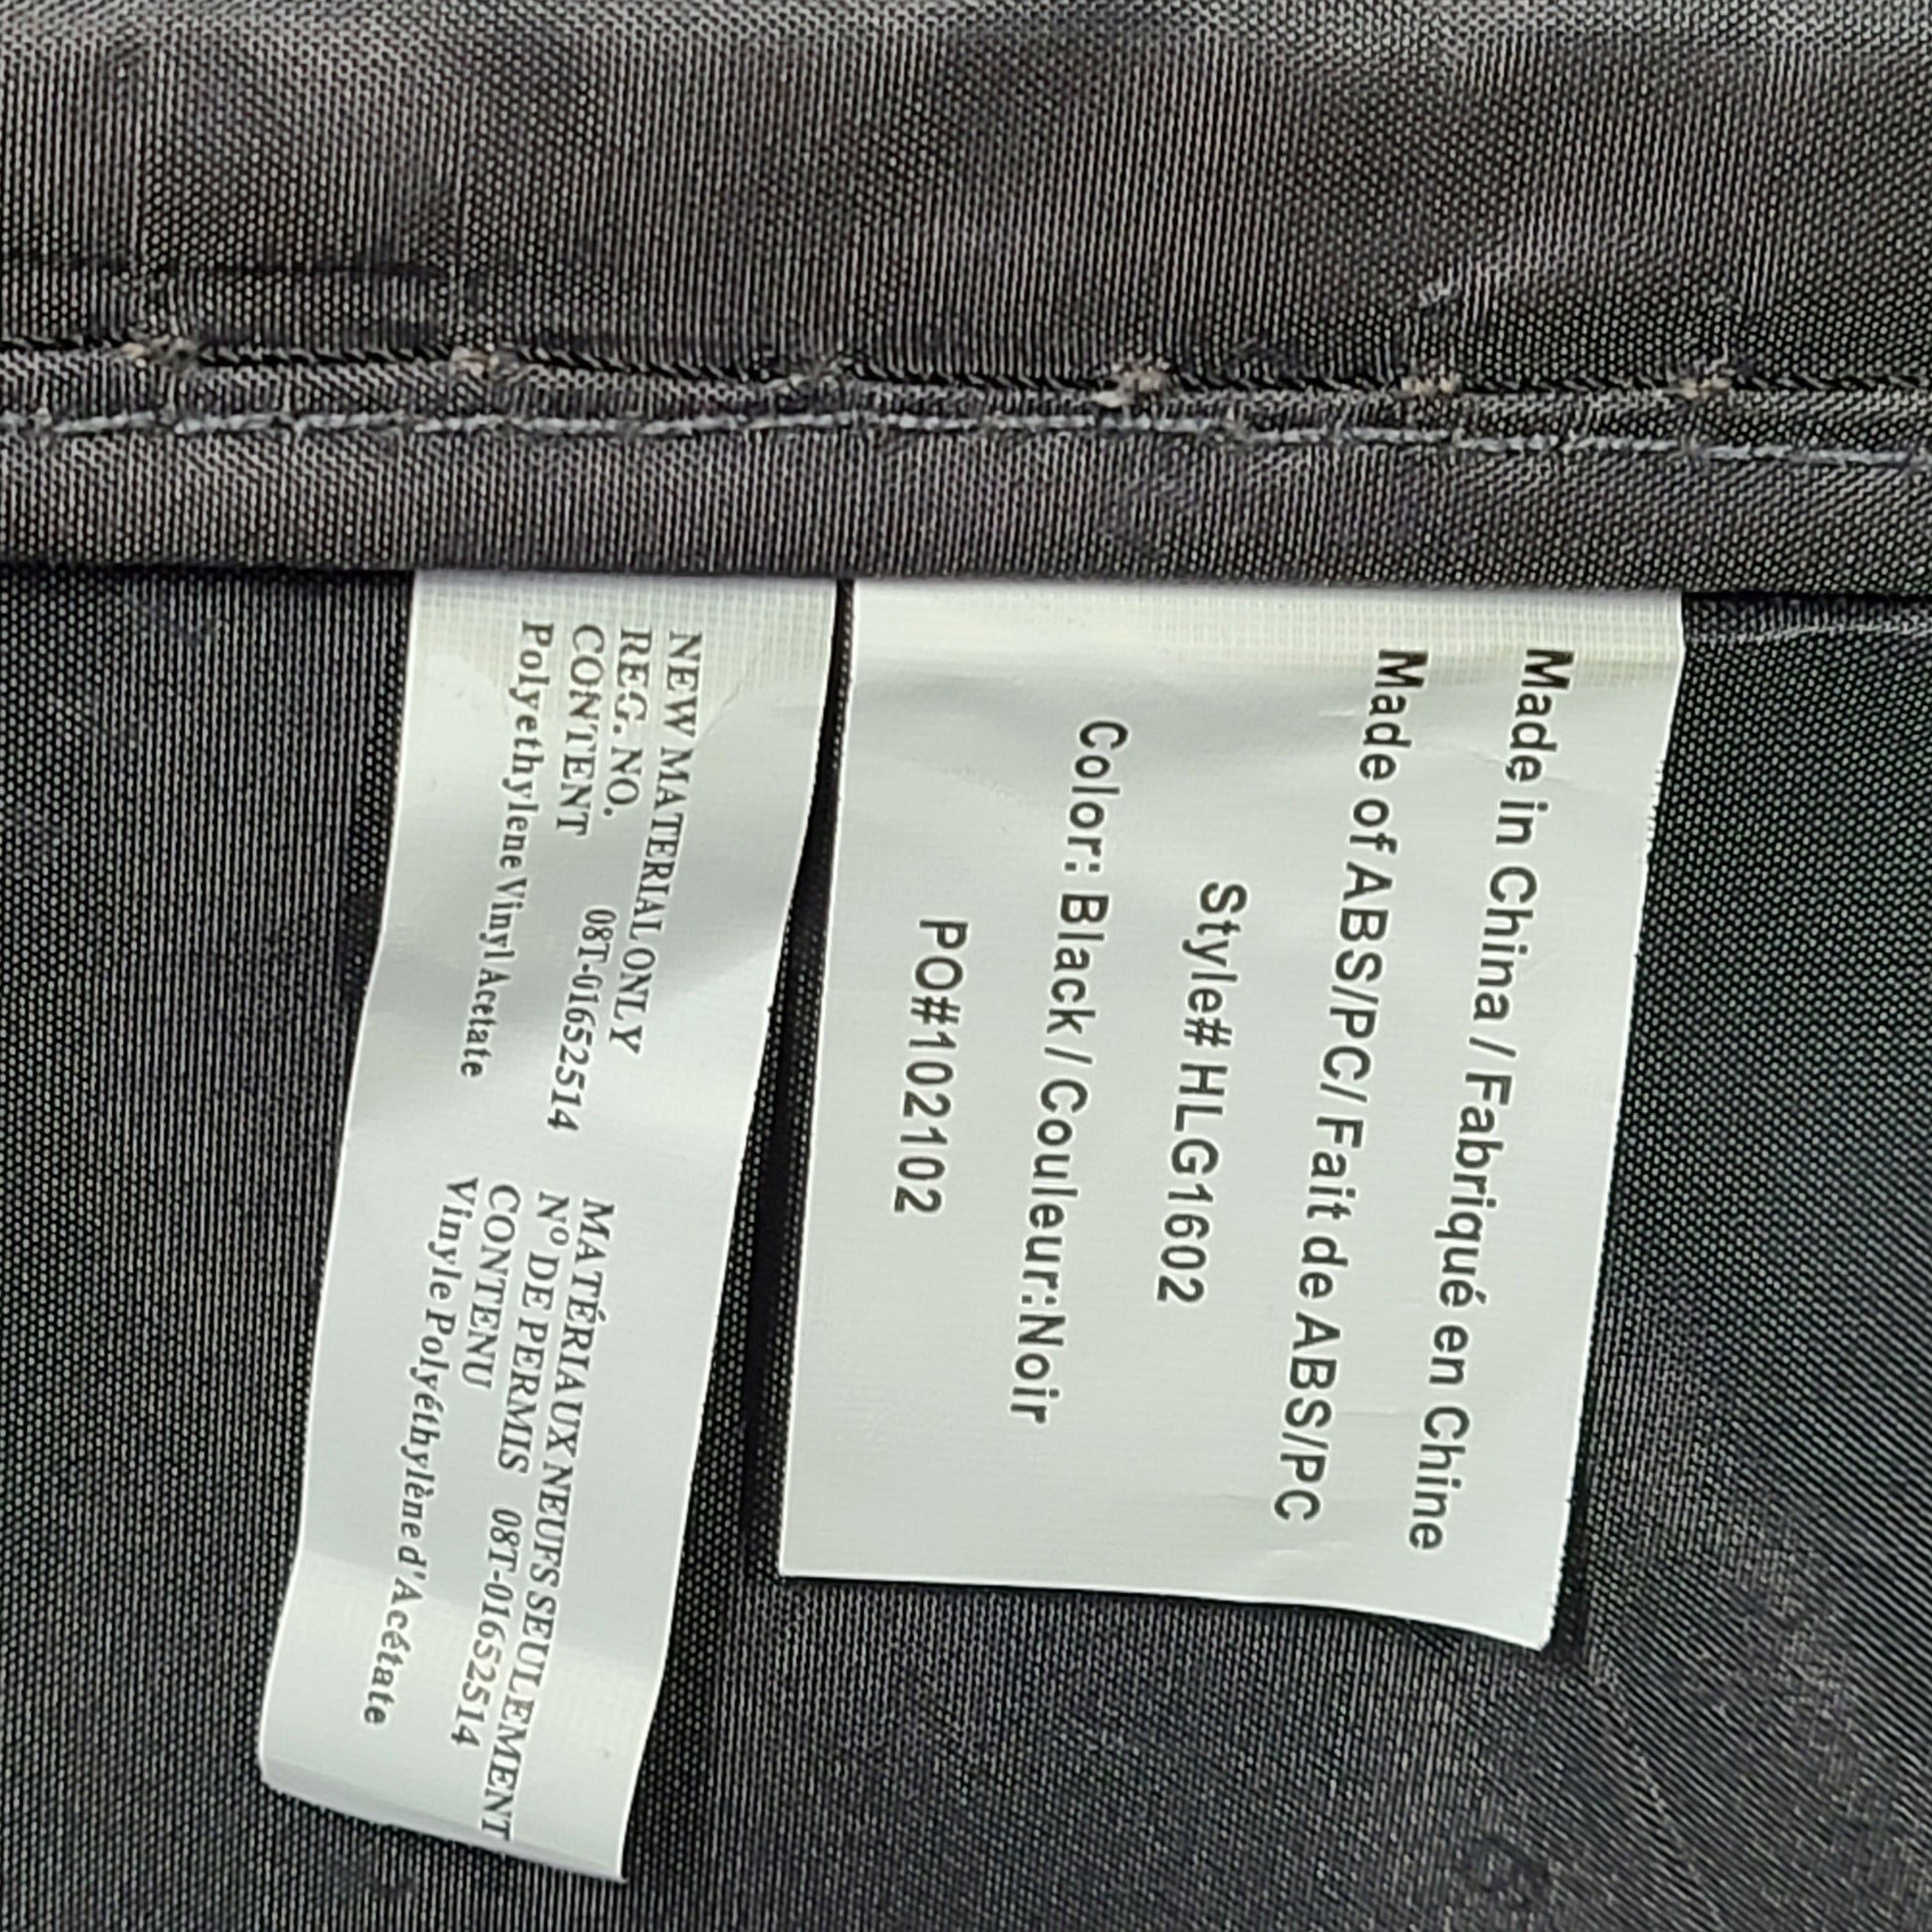 Made in China / Fabriqué en Chine
Made of ABS/PC/ Fait de ABS/PC
Style# HLG1602
Color: Black / Couleur:Noir
PO#102102
NEW MATERIAL ONLY
REG. NO. 08T-01652514
CONTENT
Polyethylene Vinyl Acetate
MATÉRIAUX NEUFS SEULEMENT
Nº DE PERMIS 08T-01652514
CONTENU
Vinyle Polyéthylène d'Acétate